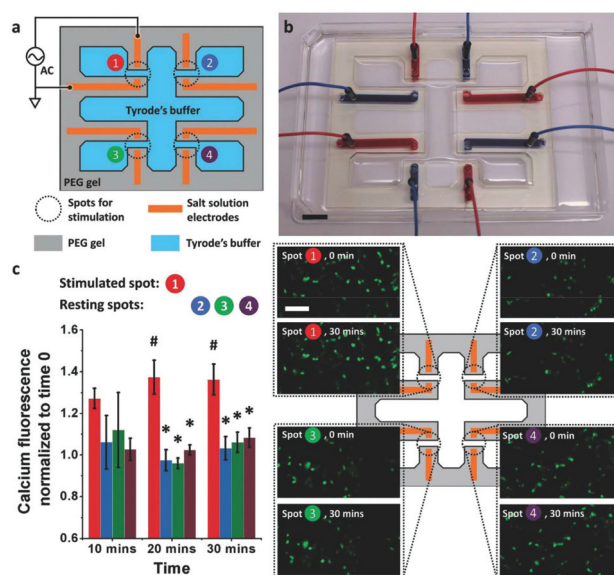 a
AC
1
2
Tyrode's buffer
3
4
PEG gel
Spots for stimulation
Salt solution electrodes
PEG gel
Tyrode's buffer
b
c
Stimulated spot: 1
Resting spots: 2 3 4
Calcium fluorescence
normalized to time 0
1.6
1.4
1.2
1.0
0.8
#
#
* * *
* * *
10 mins
20 mins
30 mins
Time
Spot 1 , 0 min
Spot 1 , 30 mins
Spot 2 , 0 min
Spot 2 , 30 mins
Spot 3 , 0 min
Spot 3 , 30 mins
Spot 4 , 0 min
Spot 4 , 30 mins